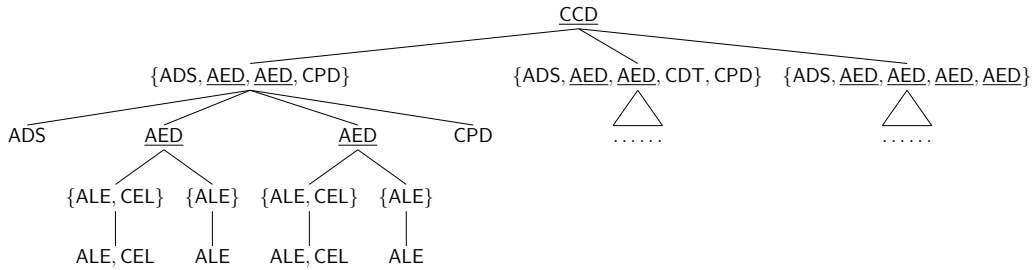 CCD
{ADS, AED, AED, CPD} {ADS, AED, AED, CDT, CPD} {ADS, AED, AED, AED, AED}
ADS AED AED CPD ...... ......
{ALE, CEL} {ALE} {ALE, CEL} {ALE}
ALE, CEL ALE ALE, CEL ALE